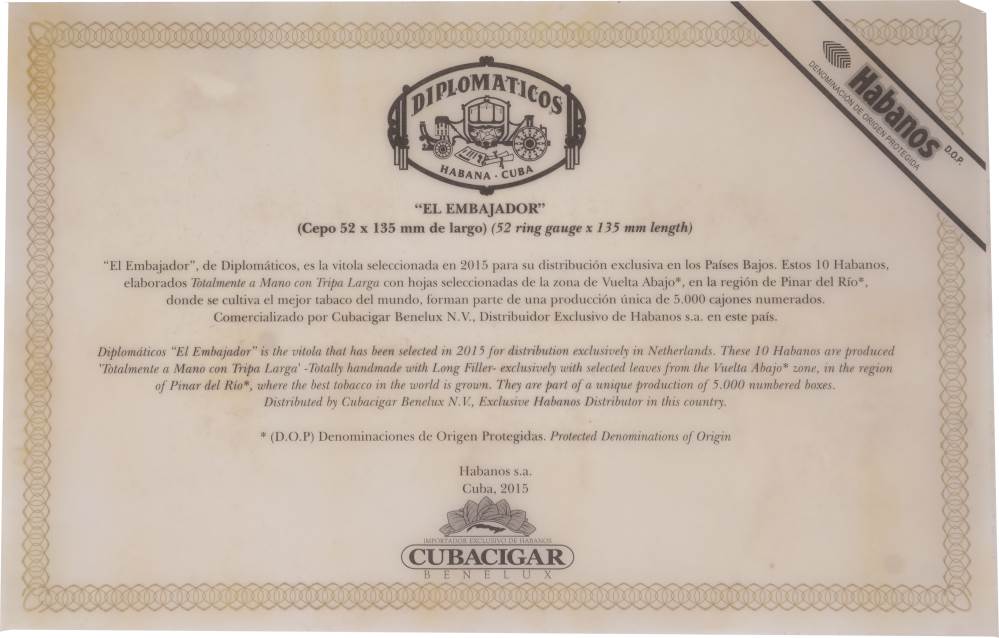 Habanos
DENOMINACIÓN DE ORIGEN PROTEGIDA
D.O.P.
DIPLOMATICOS
HABANA - CUBA
“EL EMBAJADOR”
(Cepo 52 x 135 mm de largo) (52 ring gauge x 135 mm length)
“El Embajador”, de Diplomáticos, es la vitola seleccionada en 2015 para su distribución exclusiva en los Países Bajos. Estos 10 Habanos,
elaborados Totalmente a Mano con Tripa Larga con hojas seleccionadas de la zona de Vuelta Abajo*, en la región de Pinar del Río*,
donde se cultiva el mejor tabaco del mundo, forman parte de una producción única de 5.000 cajones numerados.
Comercializado por Cubacigar Benelux N.V., Distribuidor Exclusivo de Habanos s.a. en este país.
Diplomáticos “El Embajador” is the vitola that has been selected in 2015 for distribution exclusively in Netherlands. These 10 Habanos are produced
'Totalmente a Mano con Tripa Larga' -Totally handmade with Long Filler- exclusively with selected leaves from the Vuelta Abajo* zone, in the region
of Pinar del Río*, where the best tobacco in the world is grown. They are part of a unique production of 5.000 numbered boxes.
Distributed by Cubacigar Benelux N.V., Exclusive Habanos Distributor in this country.
* (D.O.P) Denominaciones de Origen Protegidas. Protected Denominations of Origin
Habanos s.a.
Cuba, 2015
IMPORTADOR EXCLUSIVO DE HABANOS
CUBACIGAR
BENELUX